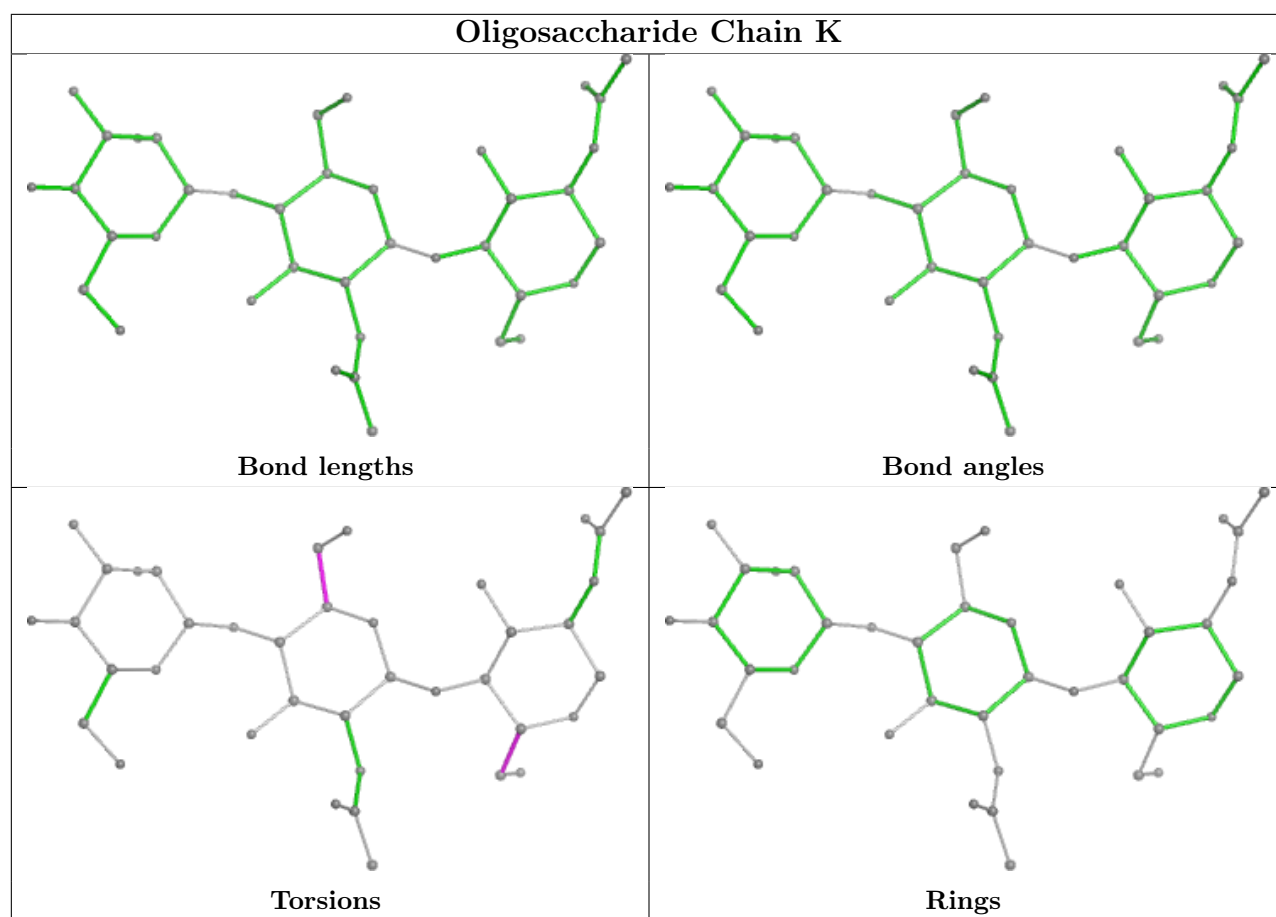 Oligosaccharide Chain K
Bond lengths
Bond angles
Torsions
Rings